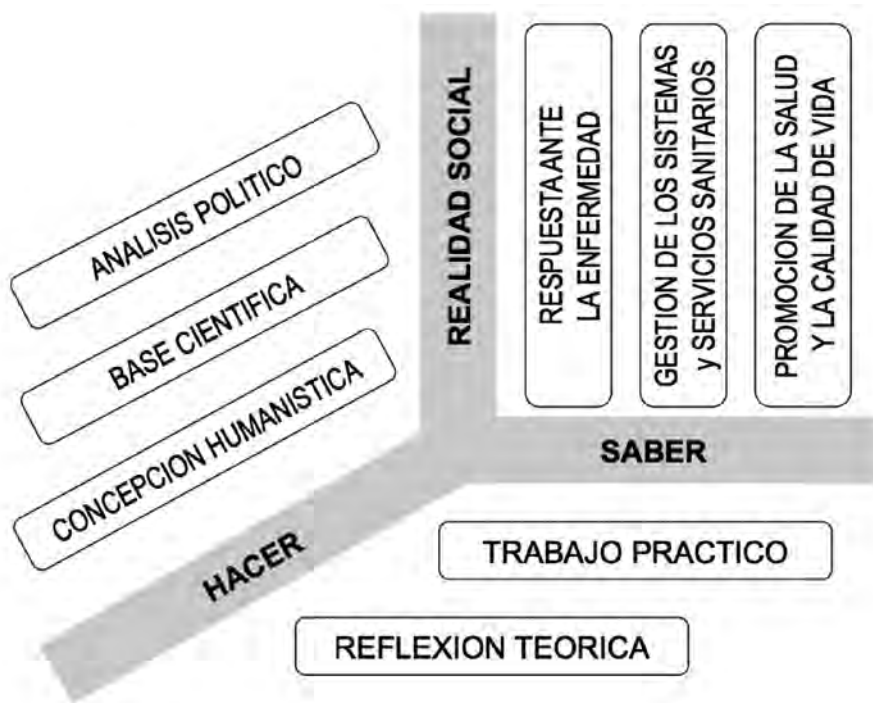 ANALISIS POLITICO
BASE CIENTIFICA
CONCEPCION HUMANISTICA
REALIDAD SOCIAL
RESPUESTA ANTE
LA ENFERMEDAD
GESTION DE LOS SISTEMAS
y SERVICIOS SANITARIOS
PROMOCION DE LA SALUD
Y LA CALIDAD DE VIDA
SABER
HACER
TRABAJO PRACTICO
REFLEXION TEORICA